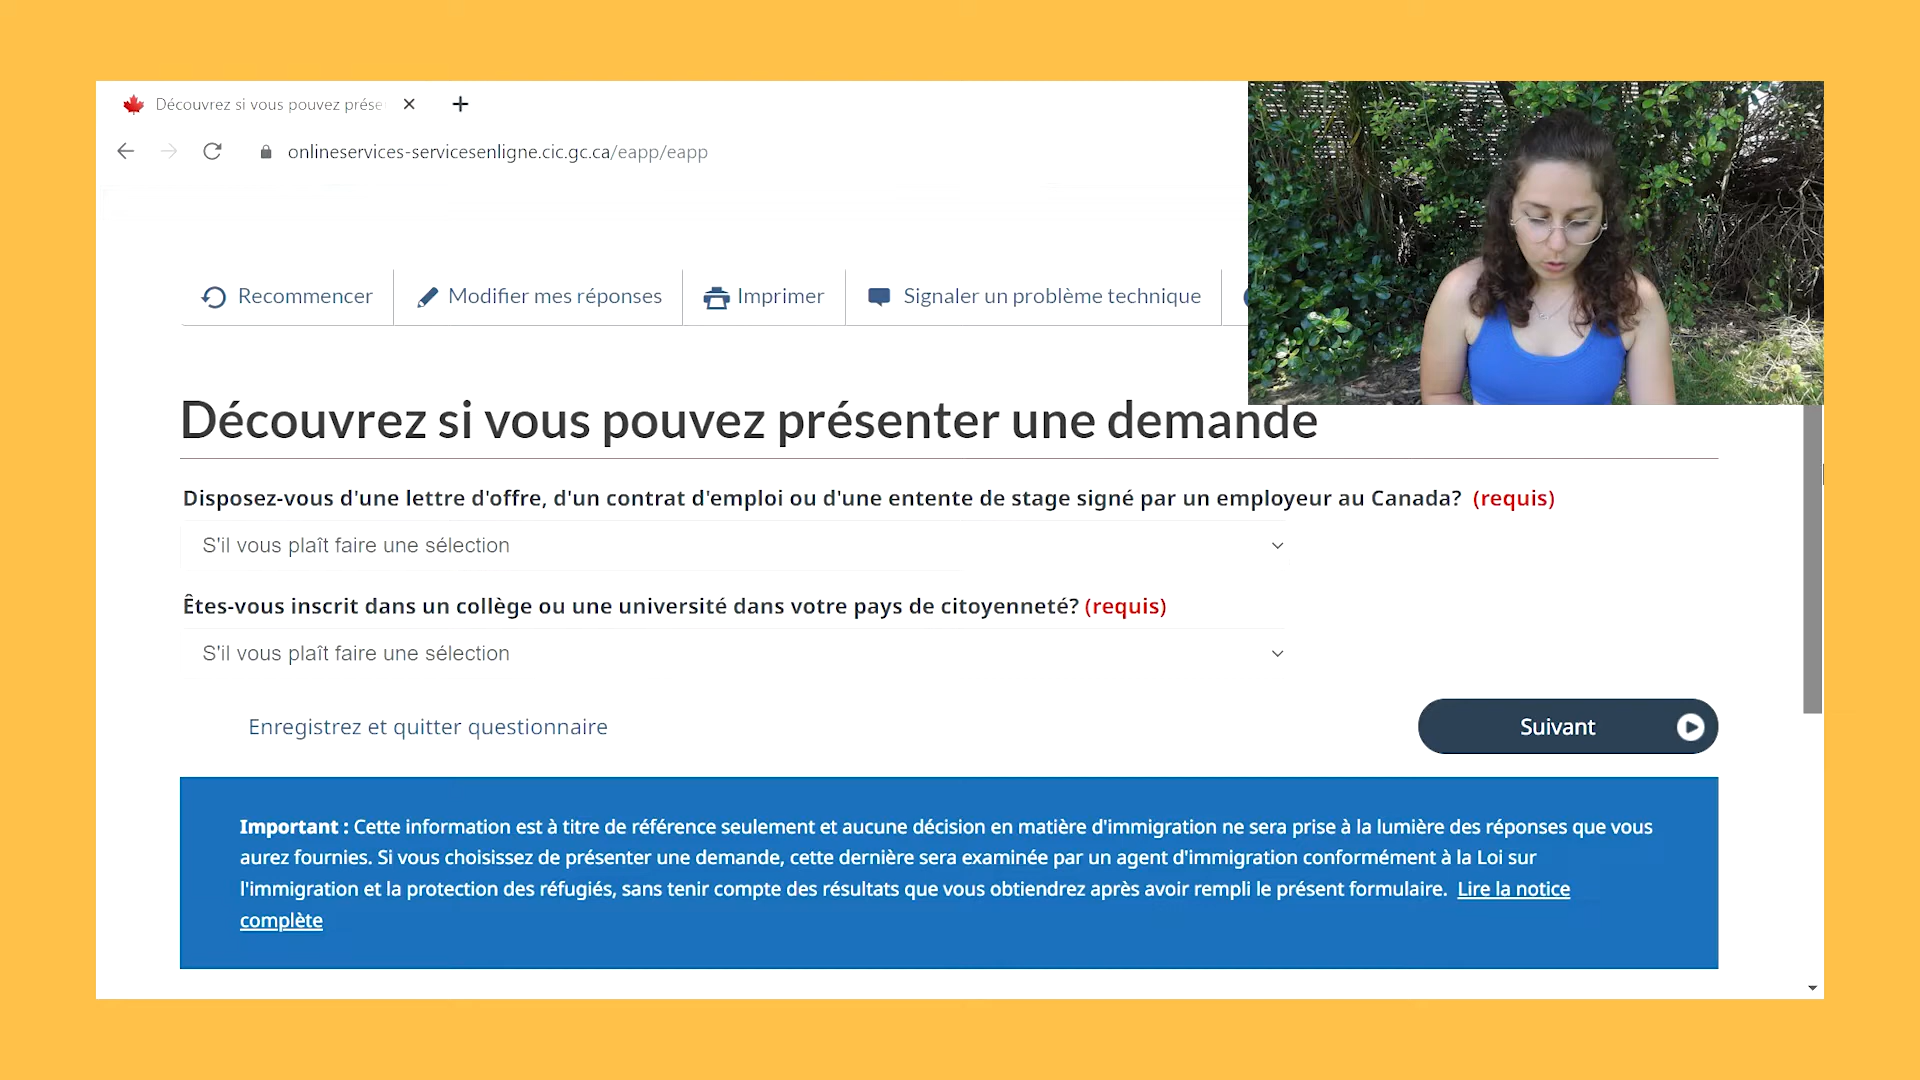 Découvrez si vous pouvez prése
onlineservices-servicesenligne.cic.gc.ca/eapp/eapp
Recommencer
Modifier mes réponses
Imprimer
Signaler un problème technique
Découvrez si vous pouvez présenter une demande
Disposez-vous d'une lettre d'offre, d'un contrat d'emploi ou d'une entente de stage signé par un employeur au Canada? (requis)
S'il vous plaît faire une sélection
Êtes-vous inscrit dans un collège ou une université dans votre pays de citoyenneté? (requis)
S'il vous plaît faire une sélection
Enregistrez et quitter questionnaire
Suivant
Important : Cette information est à titre de référence seulement et aucune décision en matière d'immigration ne sera prise à la lumière des réponses que vous
aurez fournies. Si vous choisissez de présenter une demande, cette dernière sera examinée par un agent d'immigration conformément à la Loi sur
l'immigration et la protection des réfugiés, sans tenir compte des résultats que vous obtiendrez après avoir rempli le présent formulaire. Lire la notice
complète